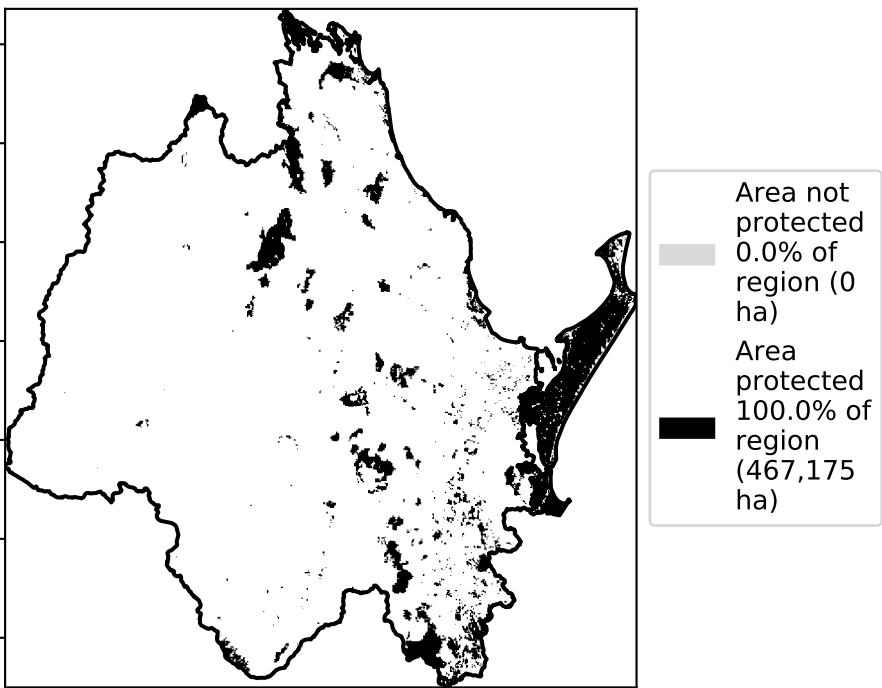 Area not
protected
0.0% of
region (0
ha)
Area
protected
100.0% of
region
(467,175
ha)